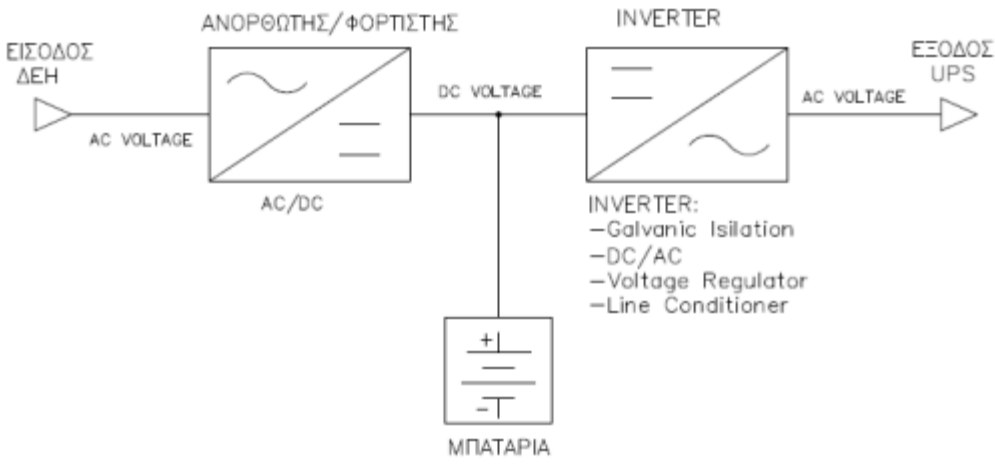 ΑΝΟΡΘΩΤΗΣ/ΦΟΡΤΙΣΤΗΣ
INVERTER
ΕΙΣΟΔΟΣ
ΔΕΗ
ΕΞΟΔΟΣ
UPS
DC VOLTAGE
AC VOLTAGE
AC VOLTAGE
AC/DC
INVERTER:
-Galvanic Isilation
-DC/AC
-Voltage Regulator
-Line Conditioner
+
-
ΜΠΑΤΑΡΙΑ